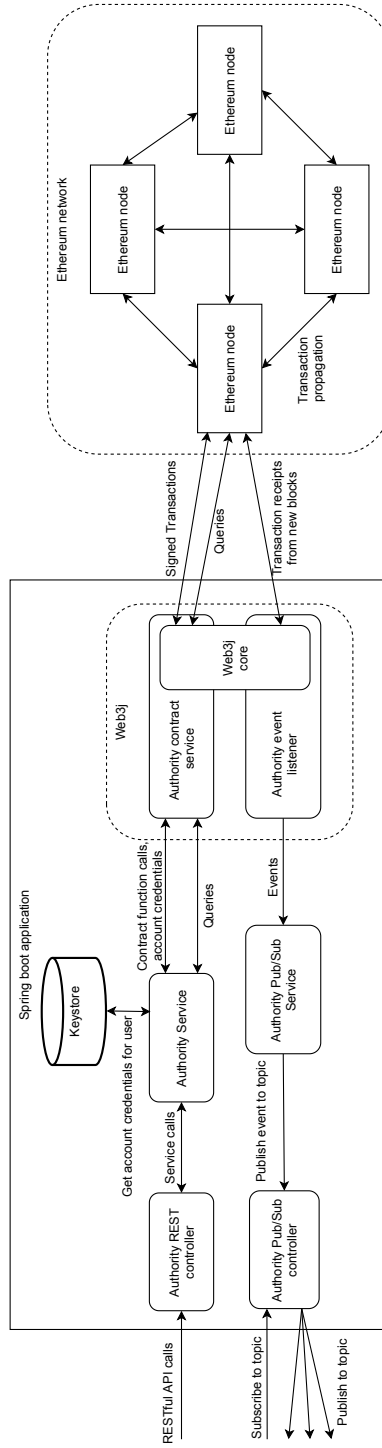 Spring boot application
Keystore
Get account credentials for user
RESTful API calls
Authority REST
controller
Service calls
Authority Service
Contract function calls,
account credentials
Queries
Web3j
Authority contract
service
Web3j
core
Authority event
listener
Events
Authority Pub/Sub
Service
Publish event to topic
Authority Pub/Sub
controller
Subscribe to topic
Publish to topic
Signed Transactions
Queries
Transaction receipts
from new blocks
Ethereum network
Ethereum node
Ethereum node
Ethereum node
Ethereum node
Transaction
propagation